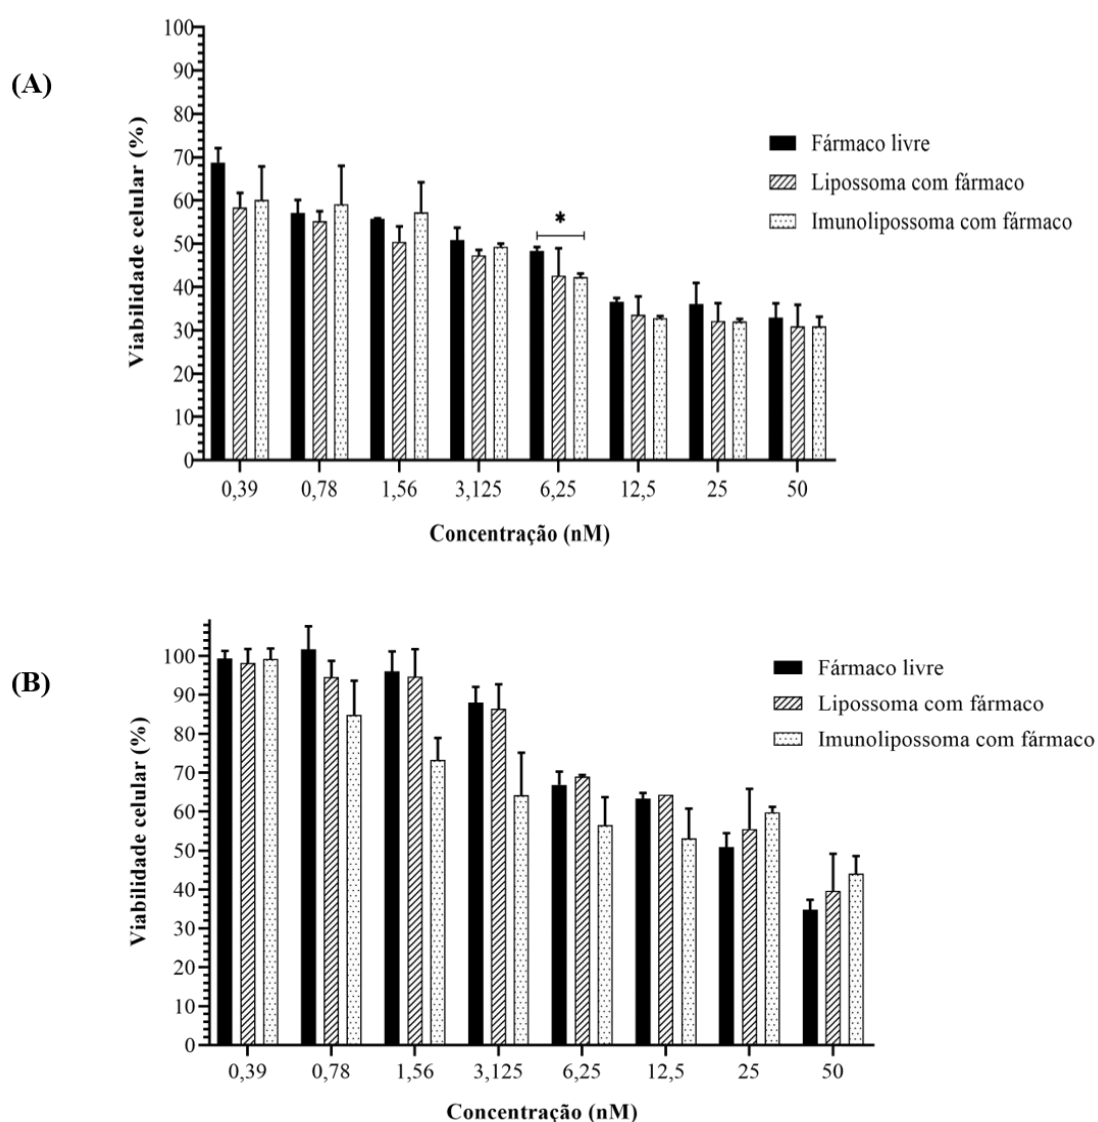 (A)
Viabilidade celular (%)
100
90
80
70
60
50
40
30
20
10
0
*
Fármaco livre
Lipossoma com fármaco
Imunolipossoma com fármaco
0,39 0,78 1,56 3,125 6,25 12,5 25 50
Concentração (nM)
(B)
Viabilidade celular (%)
100
90
80
70
60
50
40
30
20
10
0
Fármaco livre
Lipossoma com fármaco
Imunolipossoma com fármaco
0,39 0,78 1,56 3,125 6,25 12,5 25 50
Concentração (nM)